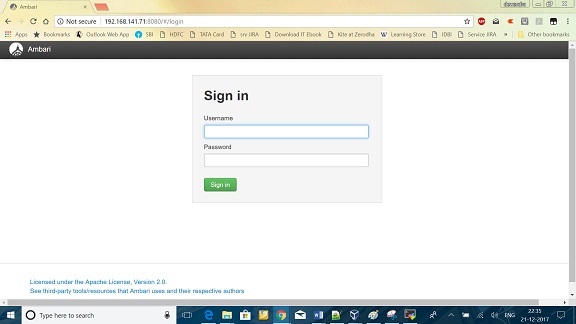 Ambari
Not secure | 192.168.141.71:8080/#/login
Apps Bookmarks Outlook Web App SBI HDFC TATA Card srv JIRA Download IT Ebook Kite at Zerodha Learning Store IDBI Service JIRA » Other bookmarks
Ambari
Sign in
Username
Password
Sign in
Licensed under the Apache License, Version 2.0.
See third-party tools/resources that Ambari uses and their respective authors
Type here to search
ENG
22:35
21-12-2017